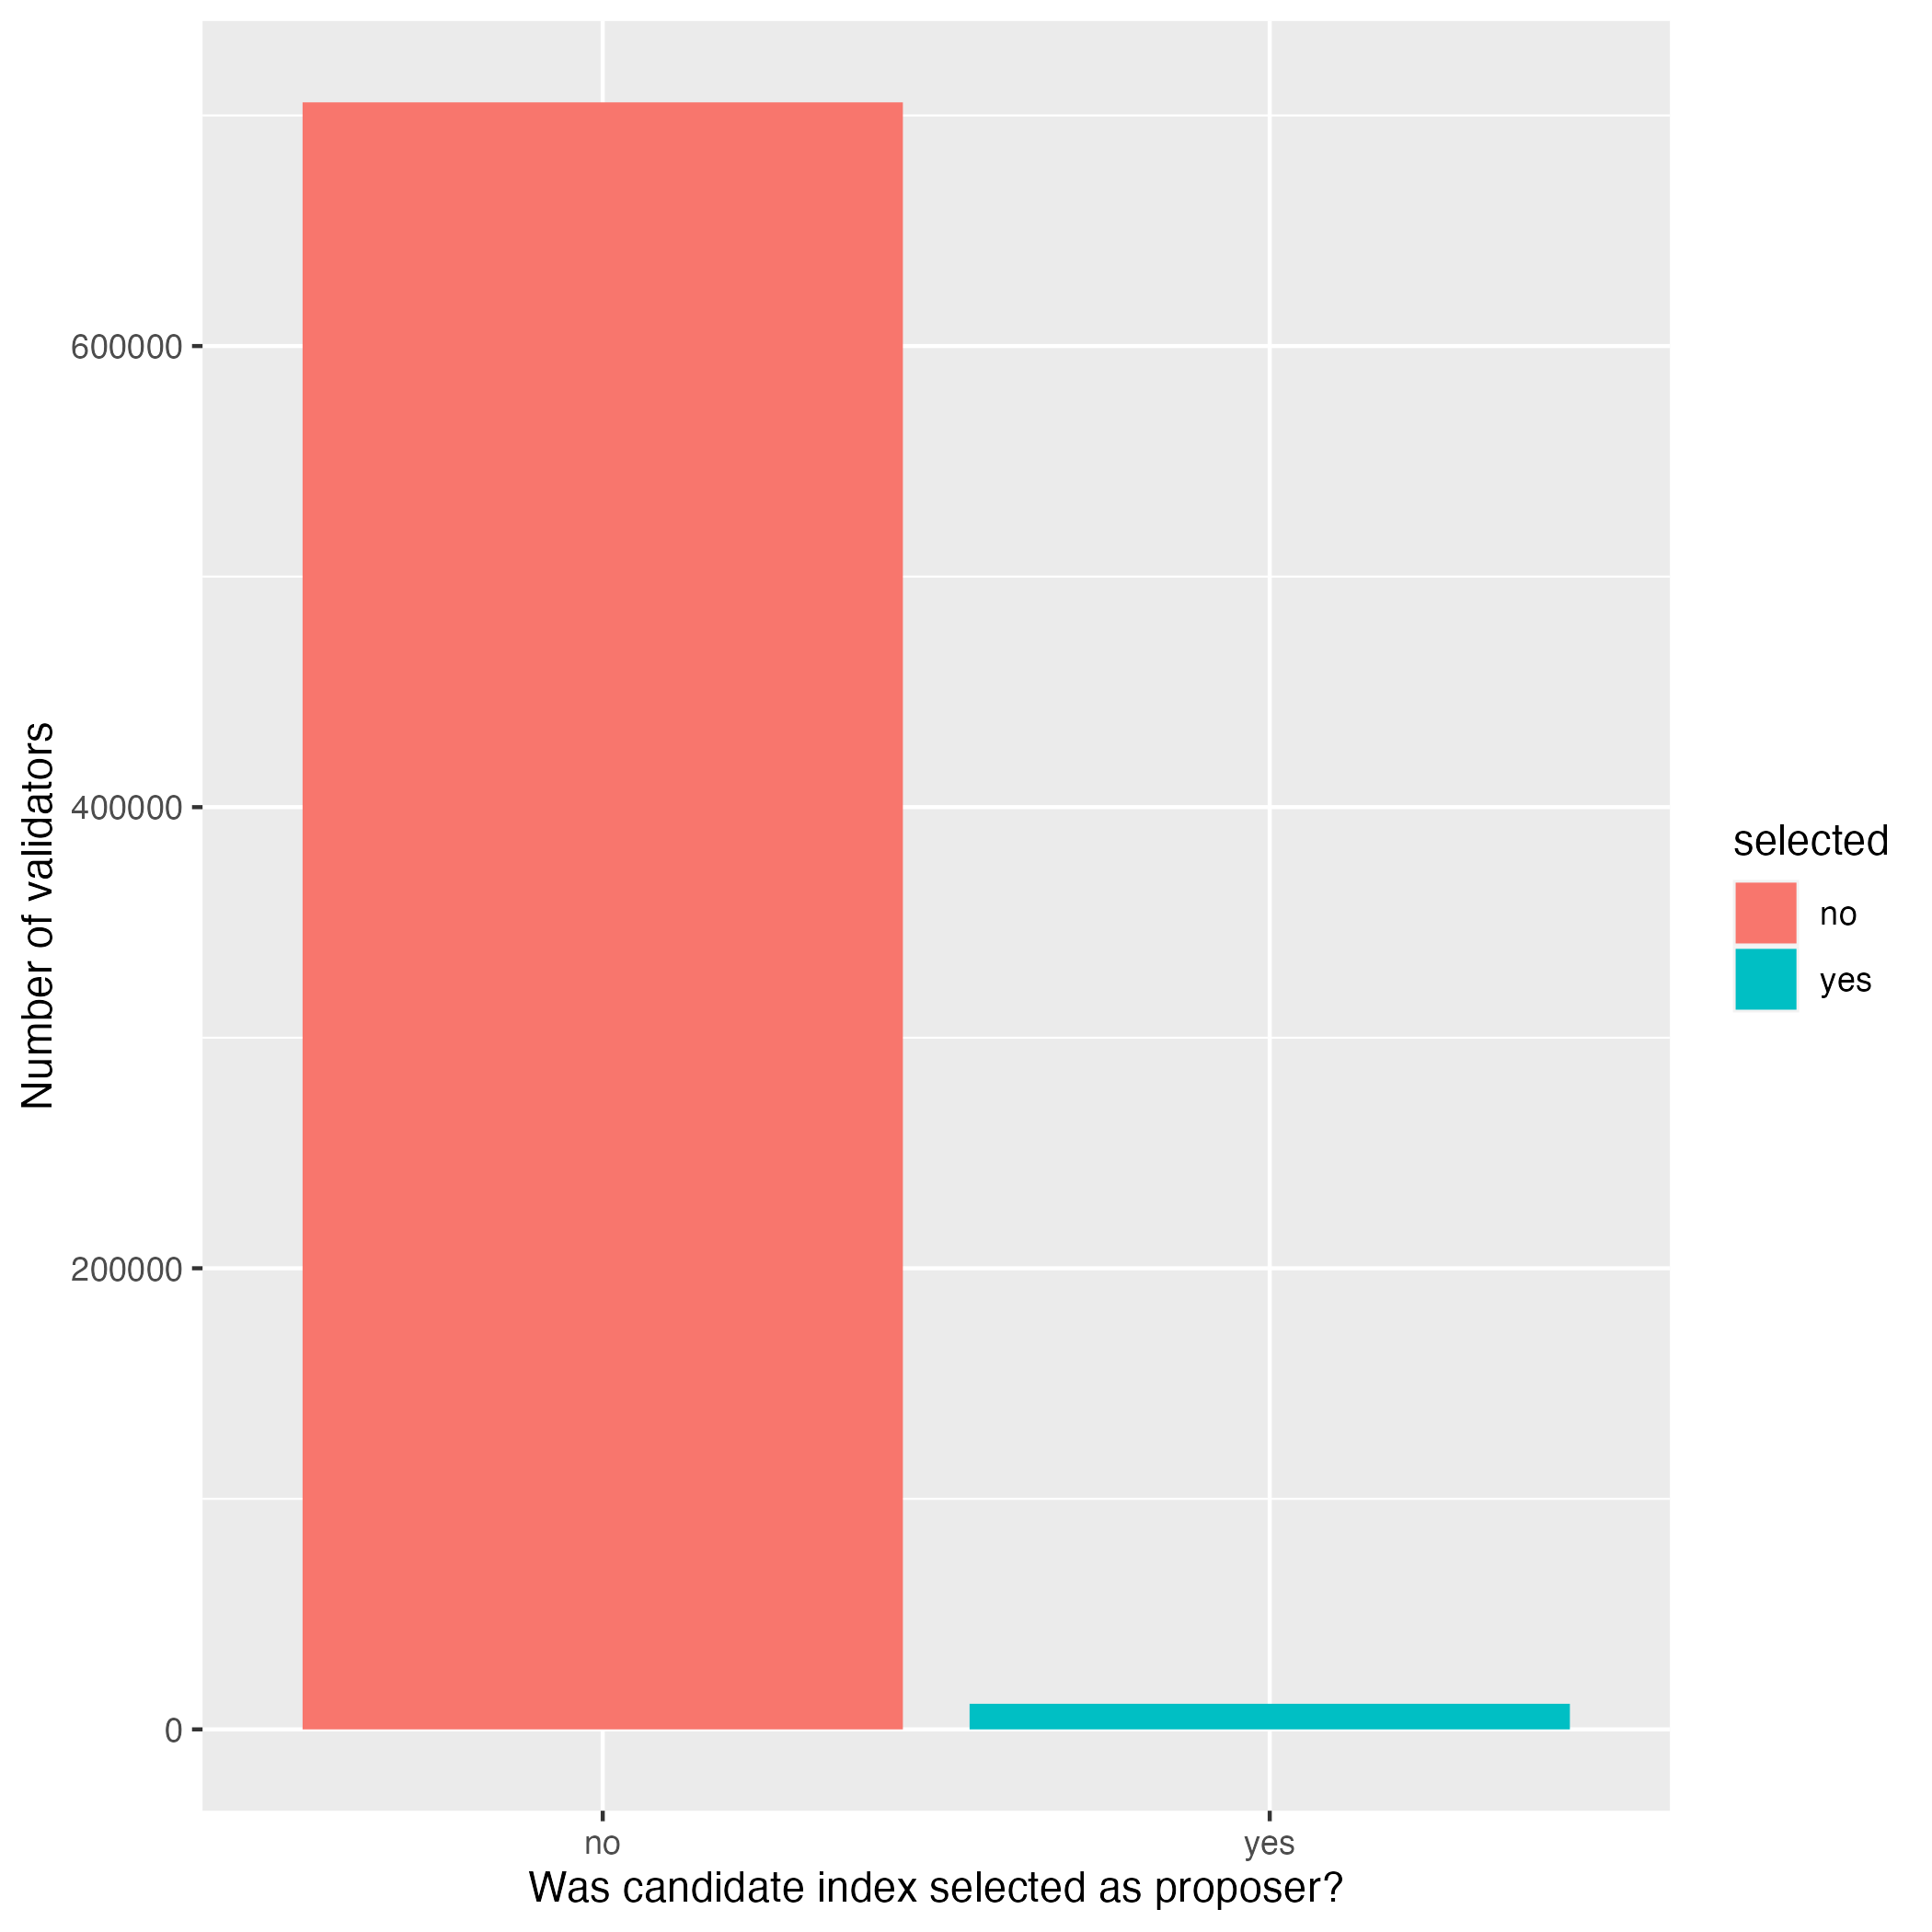 Number of validators
600000
400000
200000
0
no
yes
Was candidate index selected as proposer?
selected
no
yes